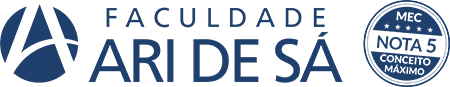 FACULDADE
ARI DE SÁ
MEC
NOTA 5
CONCEITO
MÁXIMO